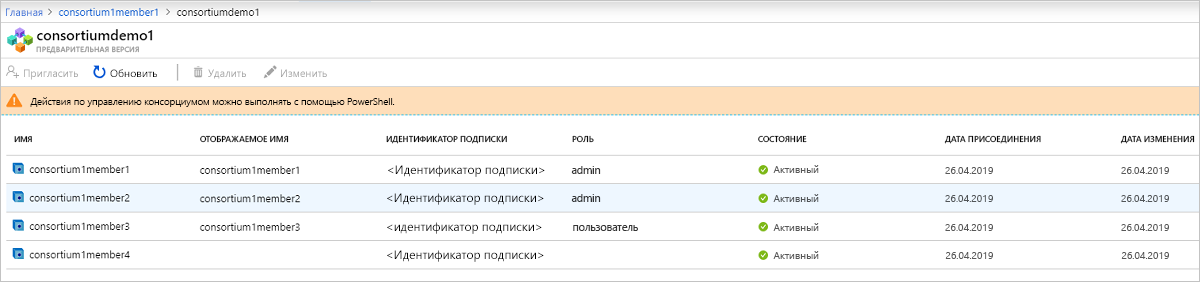 Главная > consortium1member1 > consortiumdemo1
consortiumdemo1
ПРЕДВАРИТЕЛЬНАЯ ВЕРСИЯ
Пригласить Обновить Удалить Изменить
Действия по управлению консорциумом можно выполнять с помощью PowerShell.
ИМЯ ОТОБРАЖАЕМОЕ ИМЯ ИДЕНТИФИКАТОР ПОДПИСКИ РОЛЬ СОСТОЯНИЕ ДАТА ПРИСОЕДИНЕНИЯ ДАТА ИЗМЕНЕНИЯ
consortium1member1 consortium1member1 <Идентификатор подписки> admin Активный 26.04.2019 26.04.2019
consortium1member2 consortium1member2 <Идентификатор подписки> admin Активный 26.04.2019 26.04.2019
consortium1member3 consortium1member3 <идентификатор подписки> пользователь Активный 26.04.2019 26.04.2019
consortium1member4 <Идентификатор подписки> Активный 26.04.2019 26.04.2019